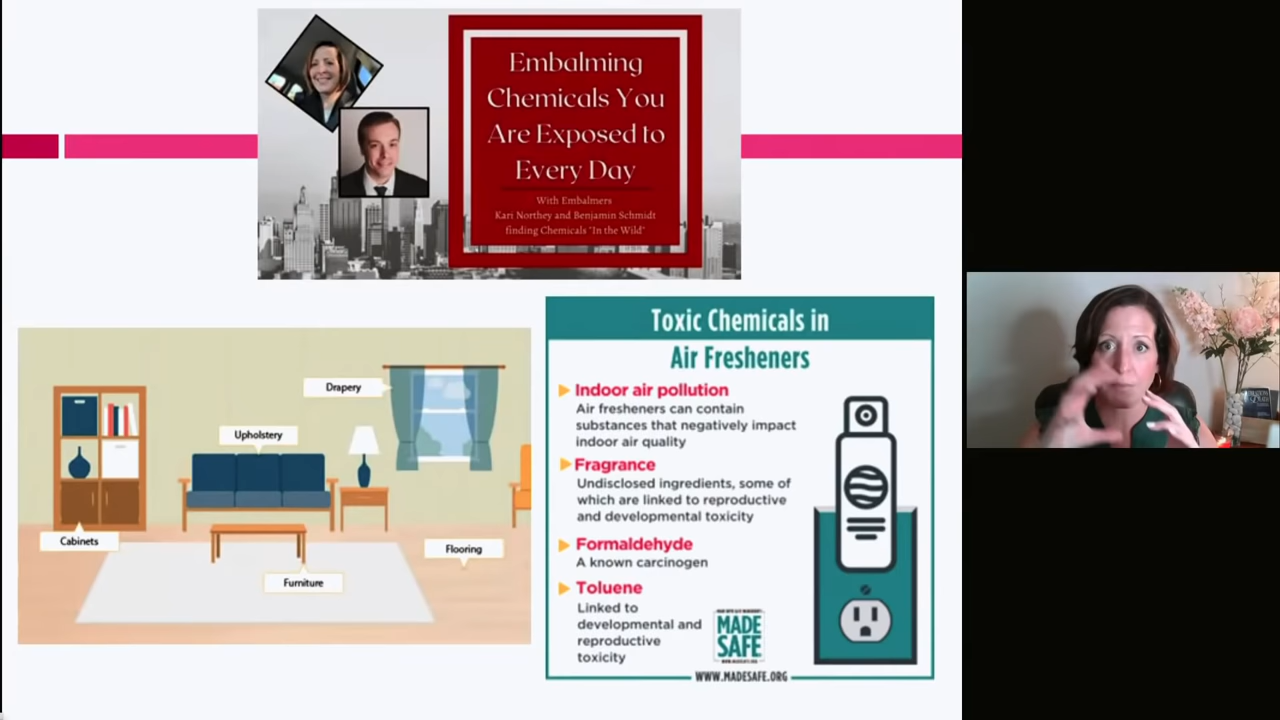 Embalming
Chemicals You
Are Exposed to
Every Day
With Embalmers
Kari Northey and Benjamin Schmidt
finding Chemicals "In the Wild"
Drapery
Upholstery
Cabinets
Flooring
Furniture
Toxic Chemicals in
Air Fresheners
Indoor air pollution
Air fresheners can contain
substances that negatively impact
indoor air quality
Fragrance
Undisclosed ingredients, some of
which are linked to reproductive
and developmental toxicity
Formaldehyde
A known carcinogen
Toluene
Linked to
developmental and
reproductive
toxicity
MADE
SAFE
WWW.MADESAFE.ORG